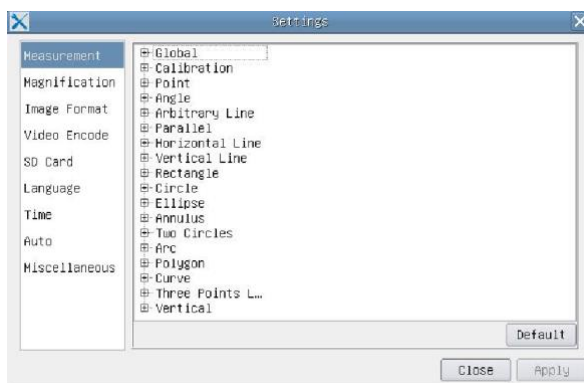 Settings
Measurement
Magnification
Image Format
Video Encode
SD Card
Language
Time
Auto
Miscellaneous
Global
Calibration
Point
Angle
Arbitrary Line
Parallel
Horizontal Line
Vertical Line
Rectangle
Circle
Ellipse
Annulus
Two Circles
Arc
Polygon
Curve
Three Points L...
Vertical
Default
Close
Apply